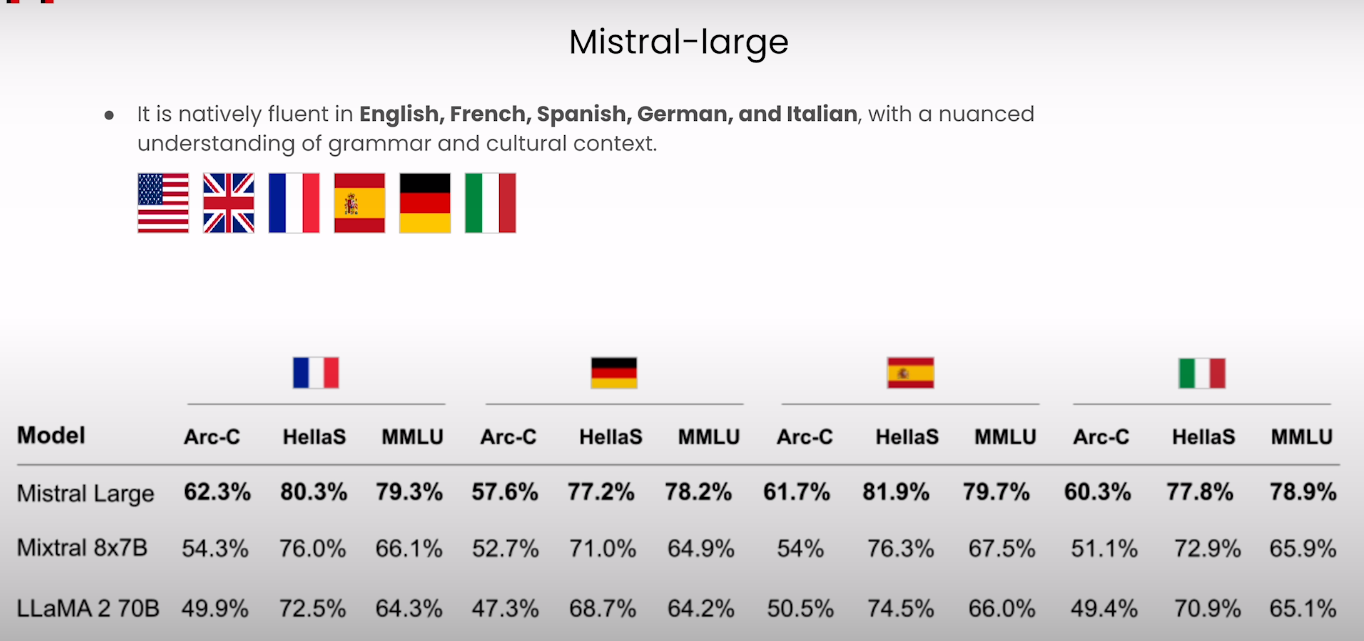 Mistral-large
● It is natively fluent in English, French, Spanish, German, and Italian, with a nuanced
understanding of grammar and cultural context.
Model Arc-C HellaS MMLU Arc-C HellaS MMLU Arc-C HellaS MMLU Arc-C HellaS MMLU
Mistral Large 62.3% 80.3% 79.3% 57.6% 77.2% 78.2% 61.7% 81.9% 79.7% 60.3% 77.8% 78.9%
Mixtral 8x7B 54.3% 76.0% 66.1% 52.7% 71.0% 64.9% 54% 76.3% 67.5% 51.1% 72.9% 65.9%
LLaMA 2 70B 49.9% 72.5% 64.3% 47.3% 68.7% 64.2% 50.5% 74.5% 66.0% 49.4% 70.9% 65.1%